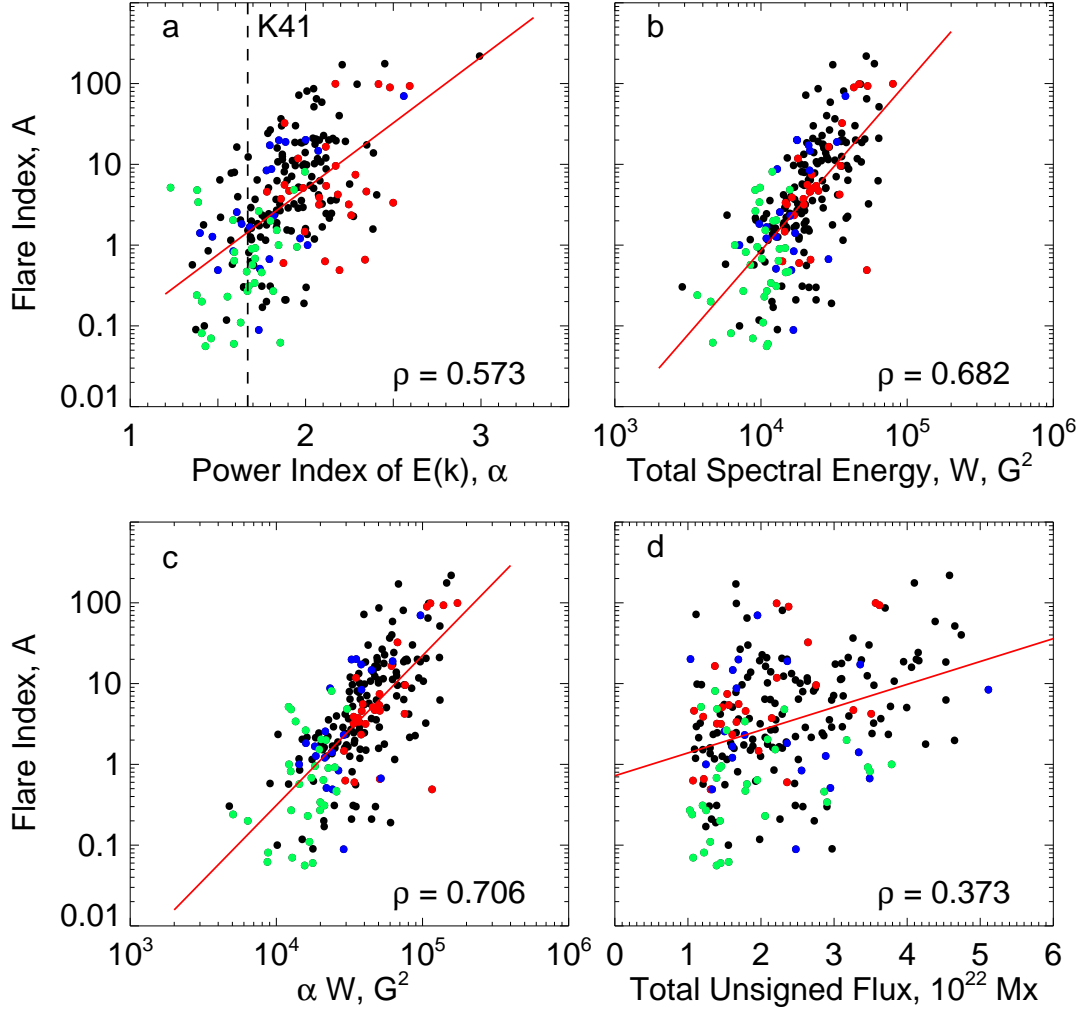 a
K41
100
10
1
0.1
0.01
Flare Index, A
ρ = 0.573
1 2 3
Power Index of E(k), α
b
ρ = 0.682
10^3 10^4 10^5 10^6
Total Spectral Energy, W, G^2
c
100
10
1
0.1
0.01
Flare Index, A
ρ = 0.706
10^3 10^4 10^5 10^6
α W, G^2
d
ρ = 0.373
0 1 2 3 4 5 6
Total Unsigned Flux, 10^22 Mx